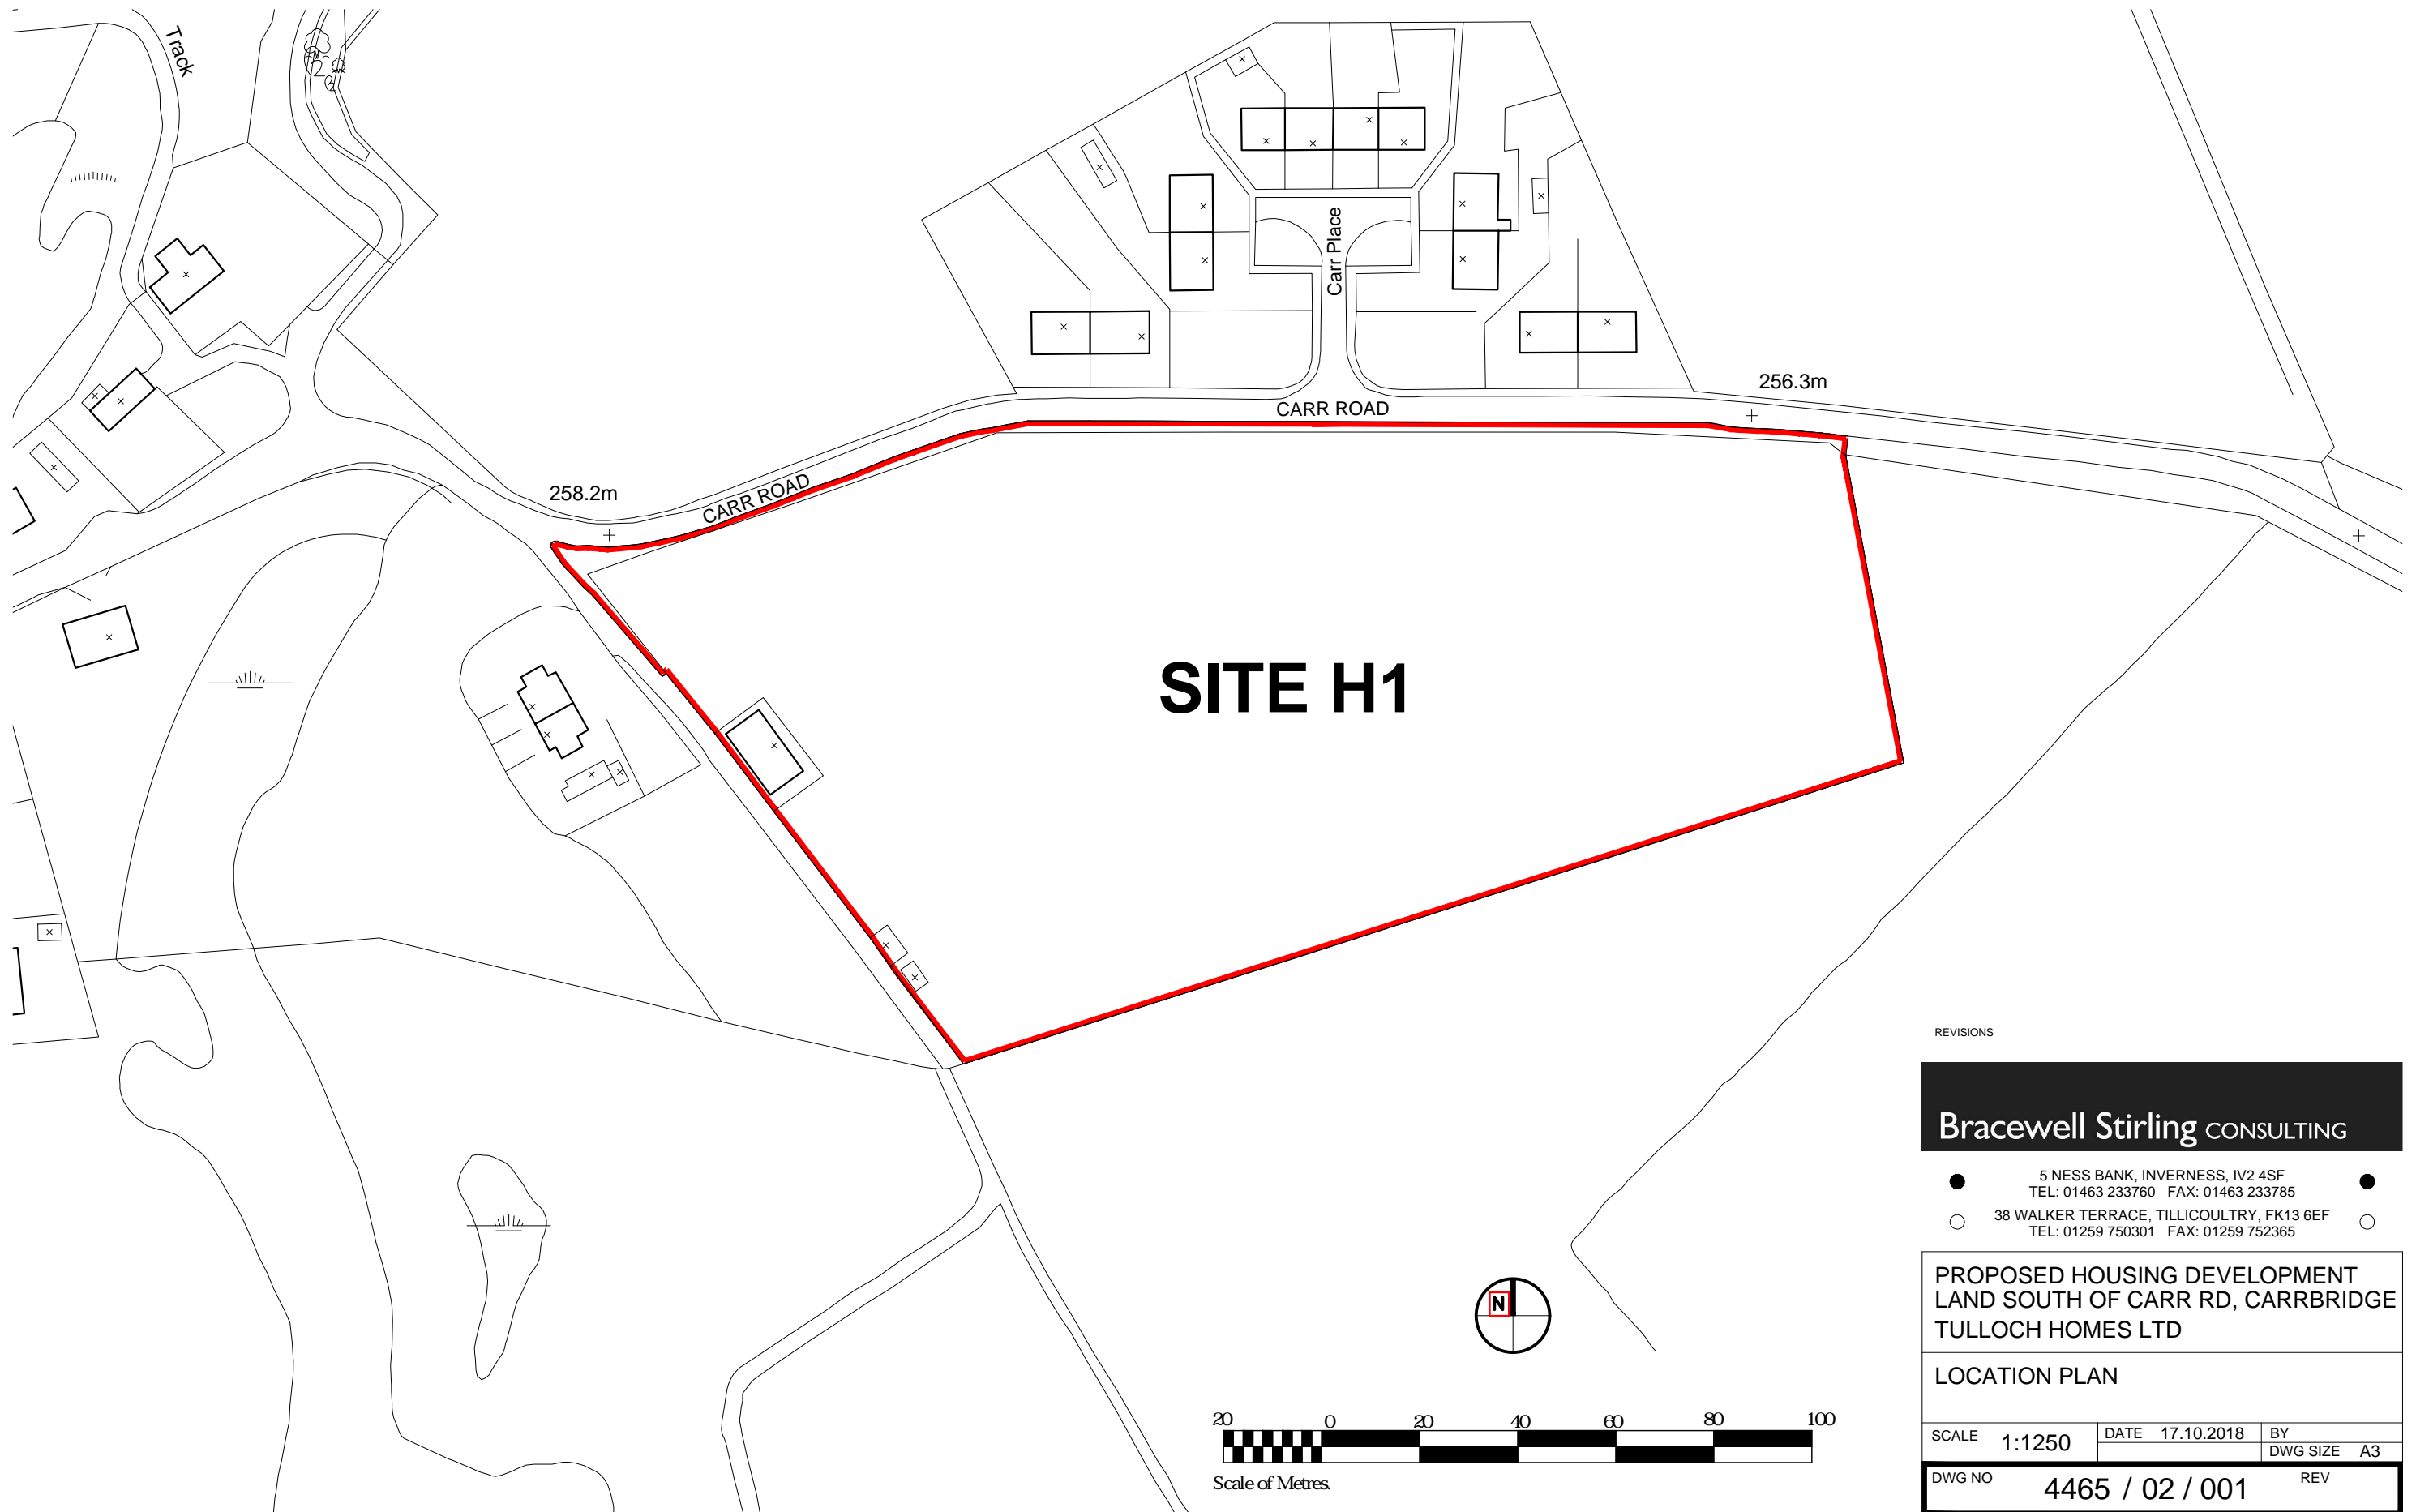 Track
Carr Place
256.3m
CARR ROAD
258.2m
CARR ROAD
SITE H1
REVISIONS
Bracewell Stirling CONSULTING
5 NESS BANK, INVERNESS, IV2 4SF
TEL: 01463 233760 FAX: 01463 233785
38 WALKER TERRACE, TILLICOULTRY, FK13 6EF
TEL: 01259 750301 FAX: 01259 752365
PROPOSED HOUSING DEVELOPMENT
LAND SOUTH OF CARR RD, CARRBRIDGE
TULLOCH HOMES LTD
LOCATION PLAN
N
20 0 20 40 60 80 100
Scale of Metres.
SCALE 1:1250 DATE 17.10.2018 BY
DWG SIZE A3
DWG NO 4465 / 02 / 001 REV